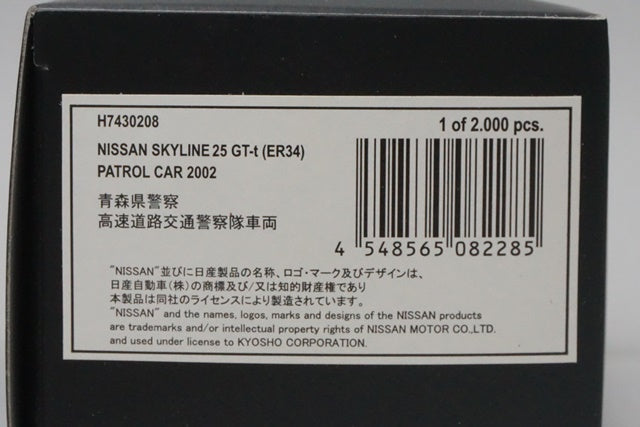 H7430208
1 of 2.000 pcs.
NISSAN SKYLINE 25 GT-t (ER34)
PATROL CAR 2002
青森県警察
高速道路交通警察隊車両
4 548565 082285
"NISSAN"並びに日産製品の名称、ロゴ・マーク及びデザインは、
日産自動車(株)の商標及び/又は知的財産権であり
本製品は同社のライセンスにより製造されています。
"NISSAN" and the names, logos, marks and designs of the NISSAN products
are trademarks and/or intellectual property rights of NISSAN MOTOR CO.,LTD.
and used under license to KYOSHO CORPORATION.